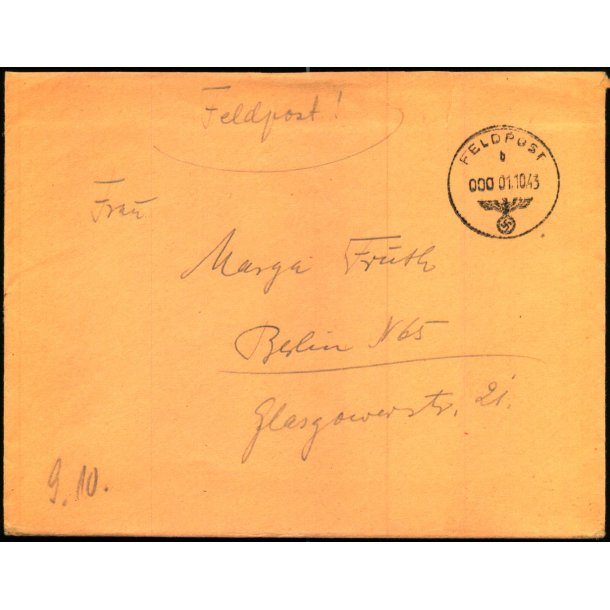 Feldpost!
FELDPOST
b
000 01.10.43
Frau
Marga Früth
Berlin N65
Glasgowerstr. 21.
9.10.